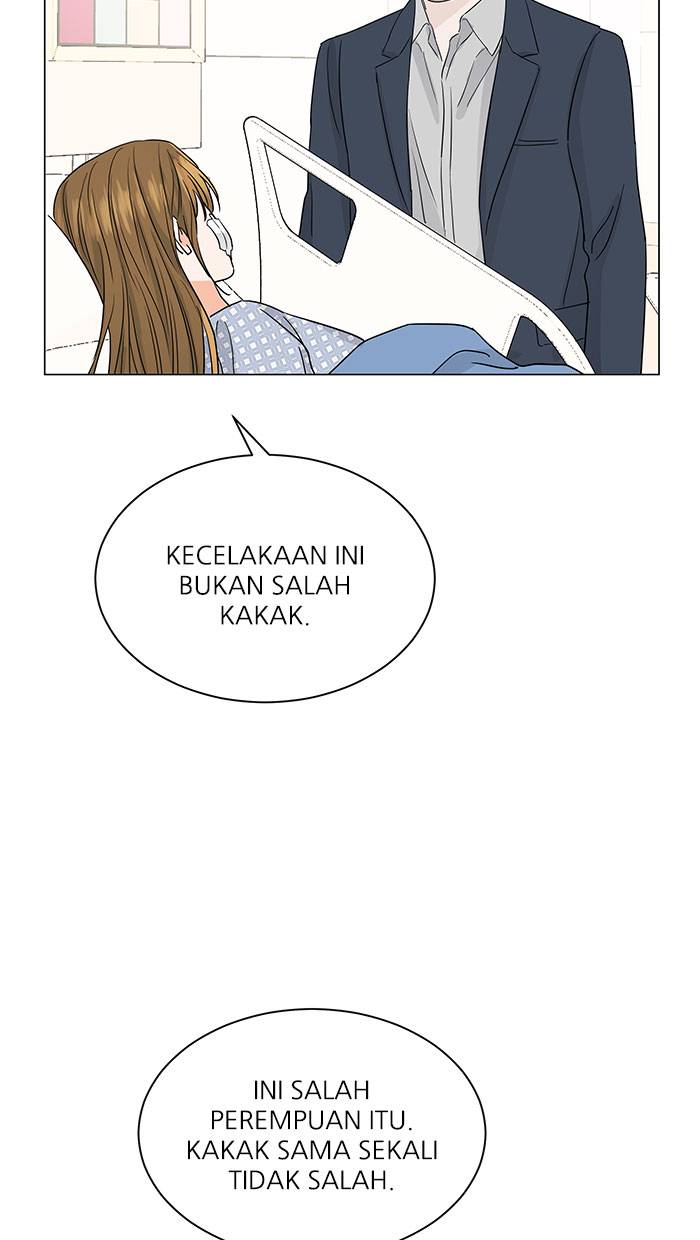 KECELAKAAN INI
BUKAN SALAH
KAKAK.
INI SALAH
PEREMPUAN ITU.
KAKAK SAMA SEKALI
TIDAK SALAH.